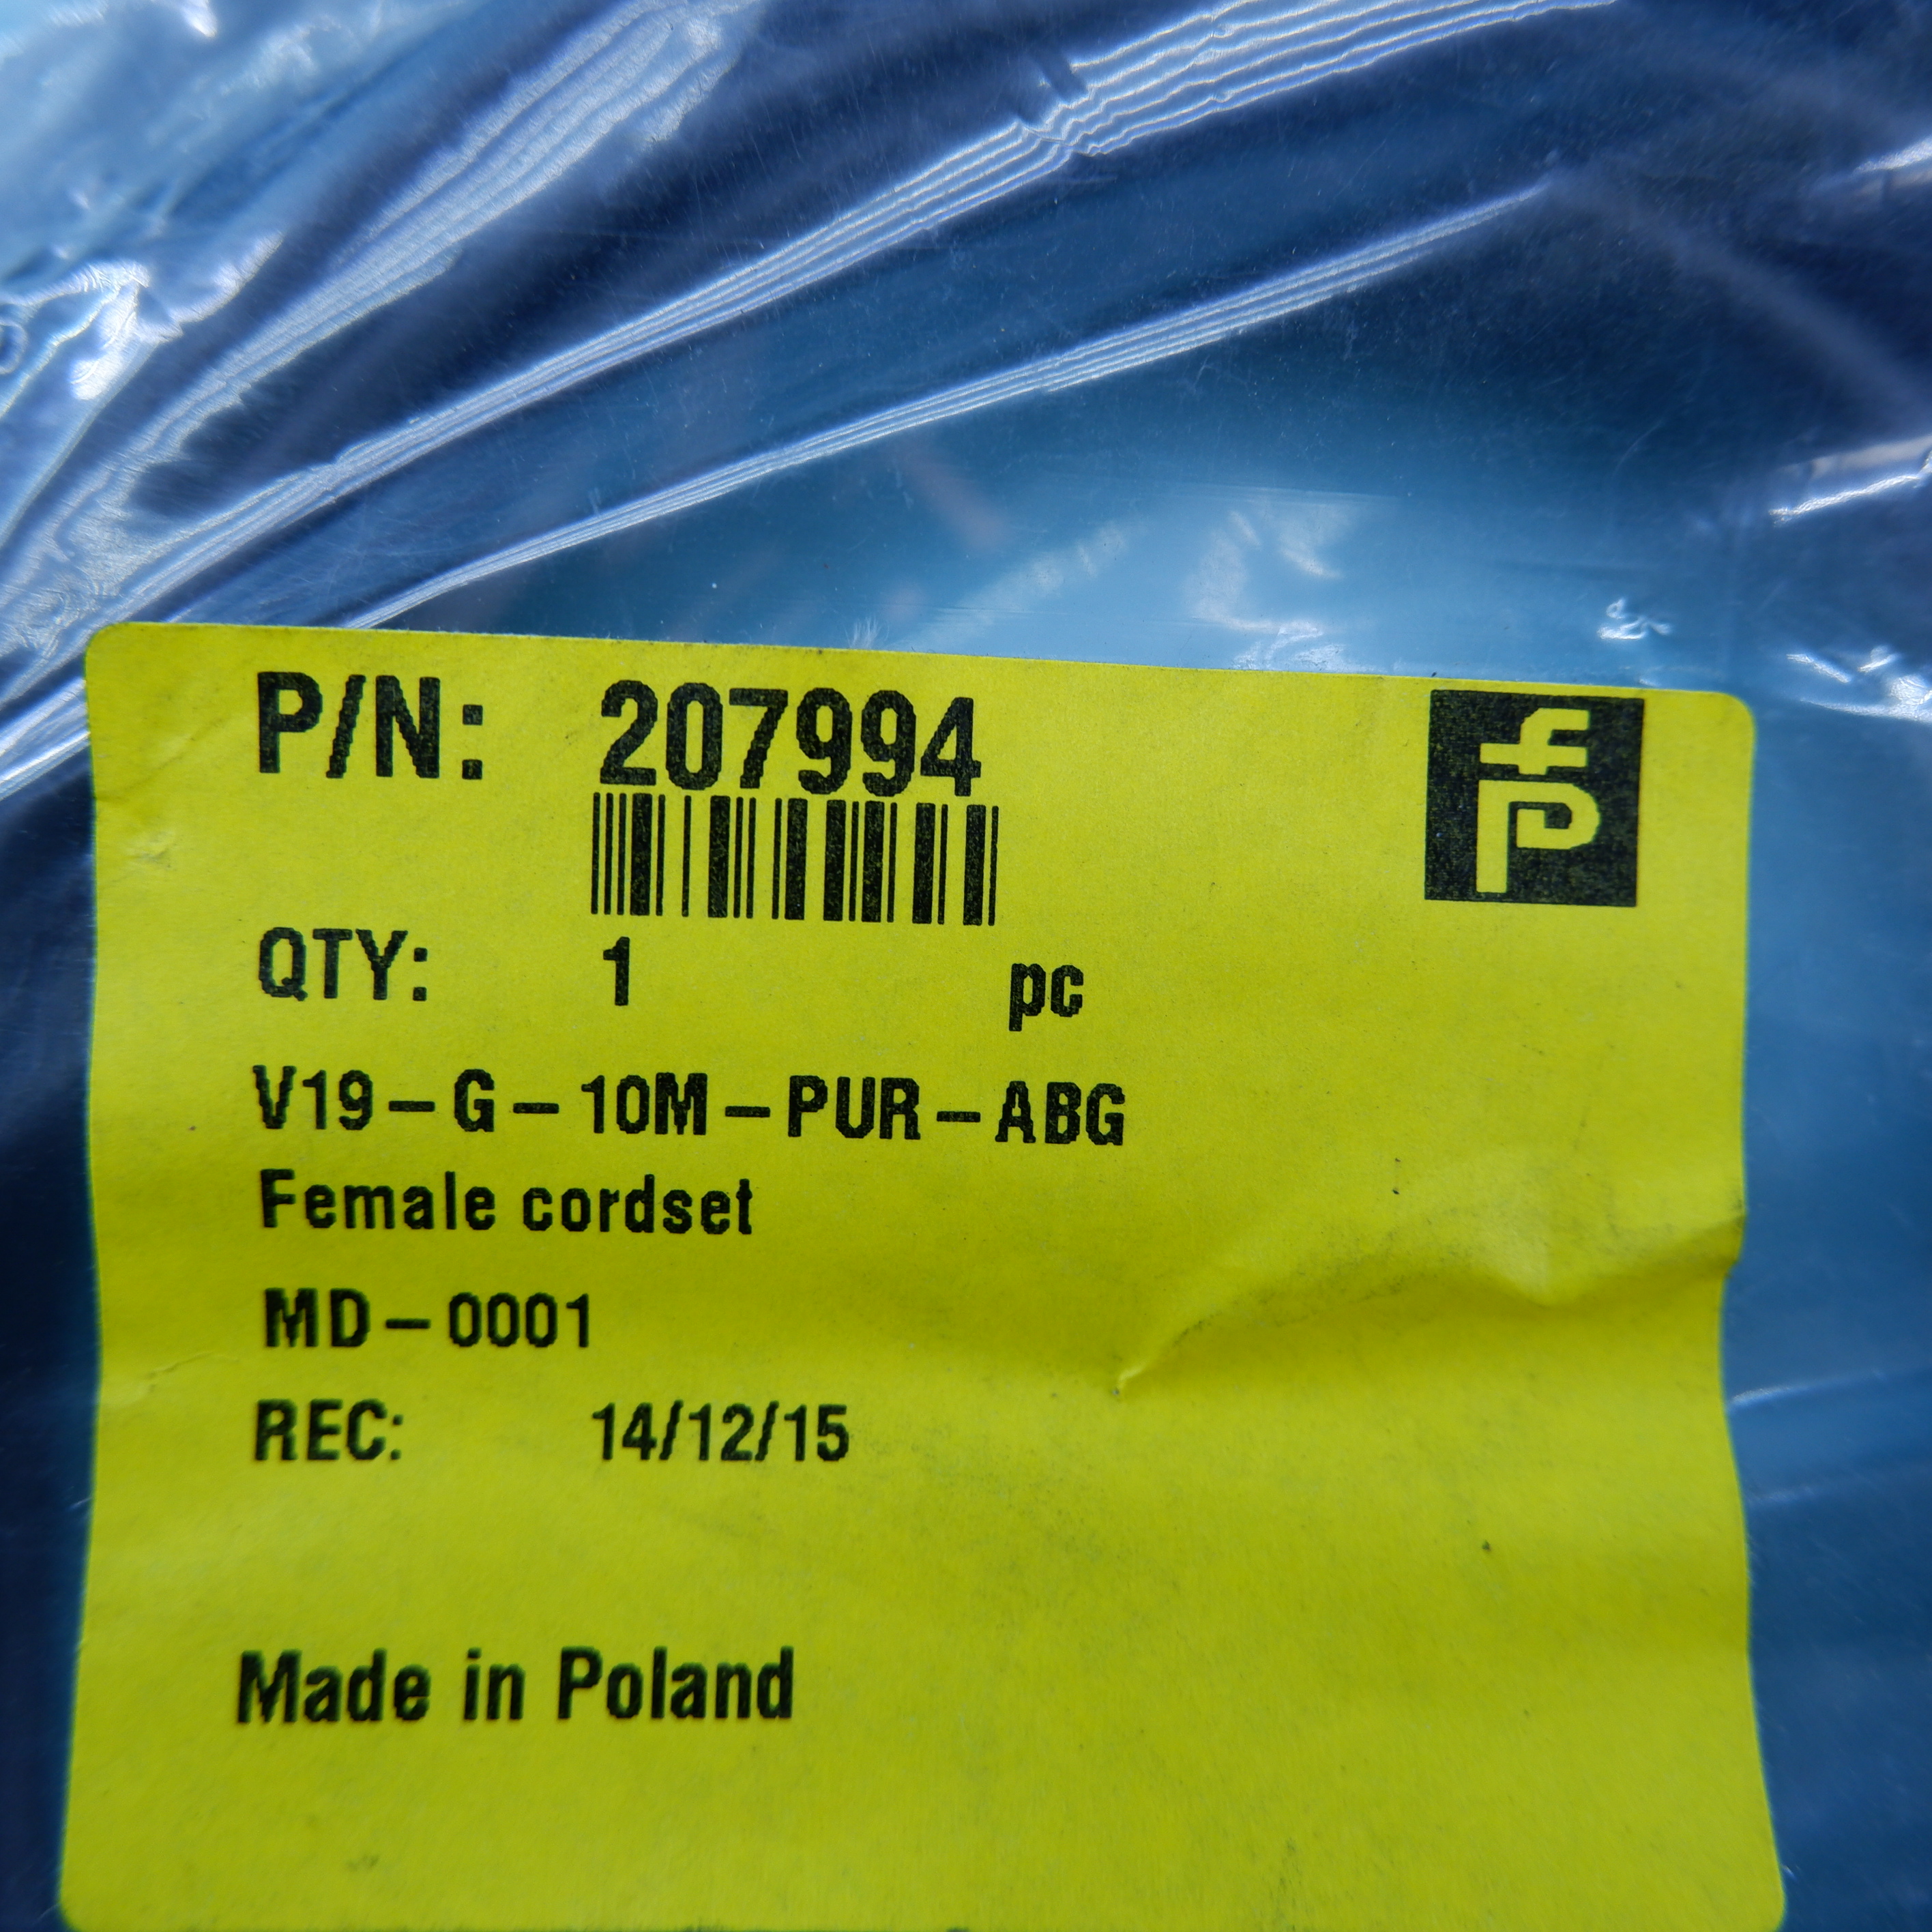 P/N: 207994
fP
QTY: 1 pc
V19-G-10M-PUR-ABG
Female cordset
MD-0001
REC: 14/12/15
Made in Poland